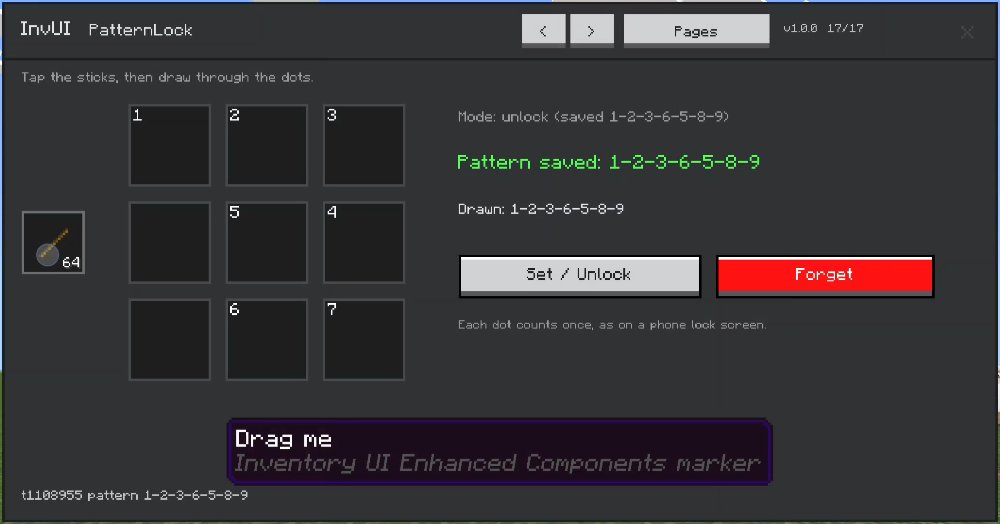 InvUI PatternLock < > Pages v1.0.0 17/17 ×
Tap the sticks, then draw through the dots.
1 2 3
Mode: unlock (saved 1-2-3-6-5-8-9)
Pattern saved: 1-2-3-6-5-8-9
Drawn: 1-2-3-6-5-8-9
5 4
64
Set / Unlock Forget
6 7
Each dot counts once, as on a phone lock screen.
Drag me
Inventory UI Enhanced Components marker
t1108955 pattern 1-2-3-6-5-8-9